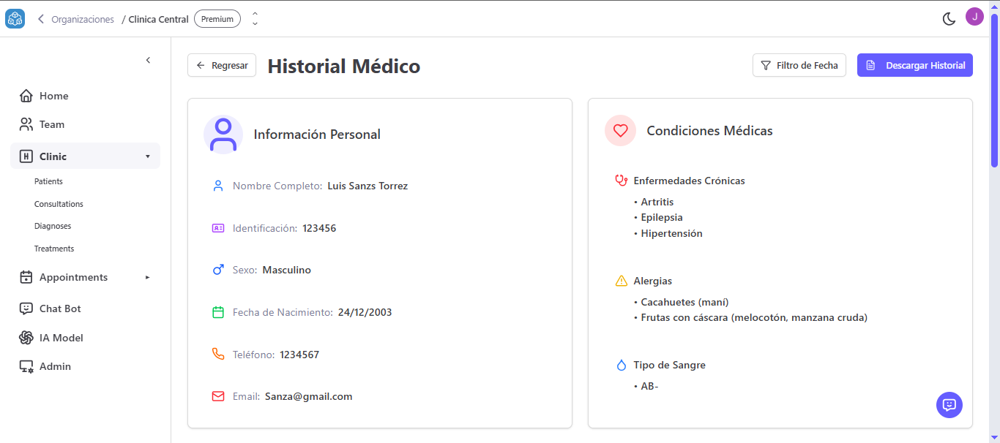 Organizaciones / Clinica Central Premium
J
Regresar
Historial Médico
Filtro de Fecha
Descargar Historial
Home
Team
Clinic
Patients
Consultations
Diagnoses
Treatments
Appointments
Chat Bot
IA Model
Admin
Información Personal
Nombre Completo: Luis Sanzs Torrez
Identificación: 123456
Sexo: Masculino
Fecha de Nacimiento: 24/12/2003
Teléfono: 1234567
Email: Sanza@gmail.com
Condiciones Médicas
Enfermedades Crónicas
• Artritis
• Epilepsia
• Hipertensión
Alergias
• Cacahuetes (maní)
• Frutas con cáscara (melocotón, manzana cruda)
Tipo de Sangre
• AB-